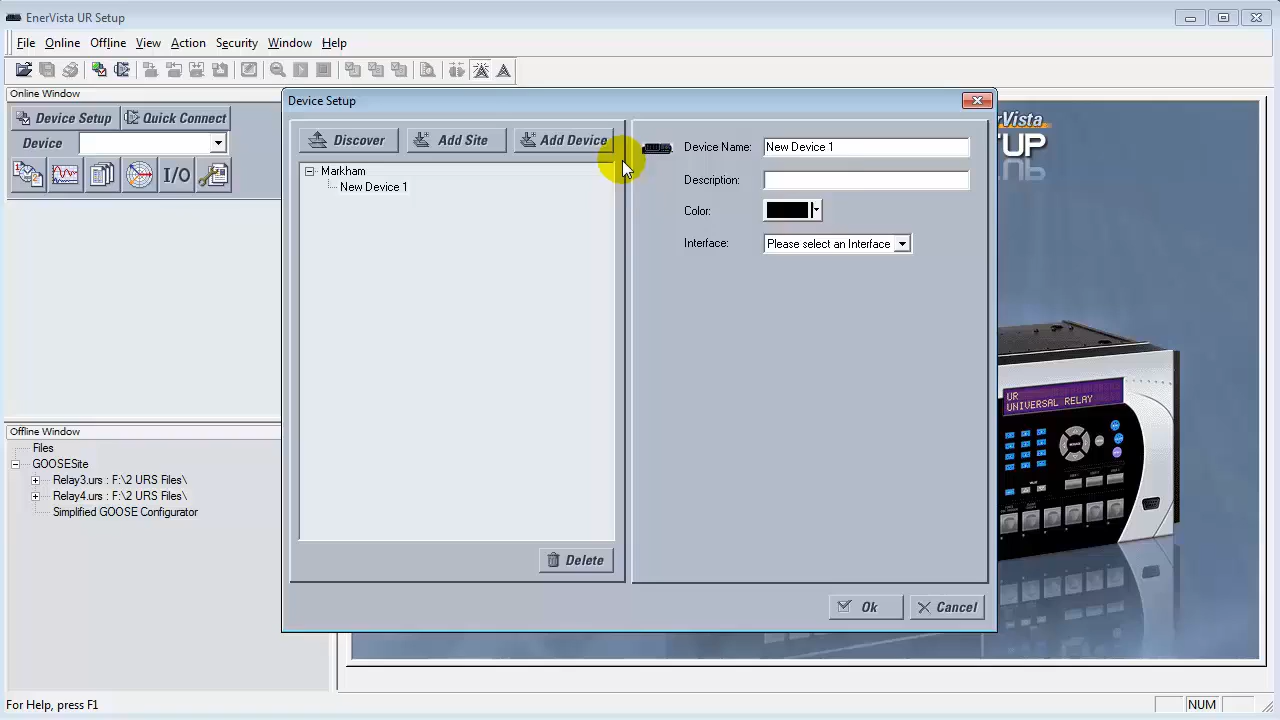 EnerVista UR Setup
File Online Offline View Action Security Window Help
Online Window
Device Setup
Quick Connect
Device
I/O
Device Setup
Discover
Add Site
Add Device
Markham
New Device 1
Delete
Device Name: New Device 1
Description:
Color:
Interface: Please select an Interface
Ok
Cancel
Offline Window
Files
GOOSESite
Relay3.urs : F:\2 URS Files\
Relay4.urs : F:\2 URS Files\
Simplified GOOSE Configurator
rVista
UP
UR
UNIVERSAL RELAY
For Help, press F1
NUM